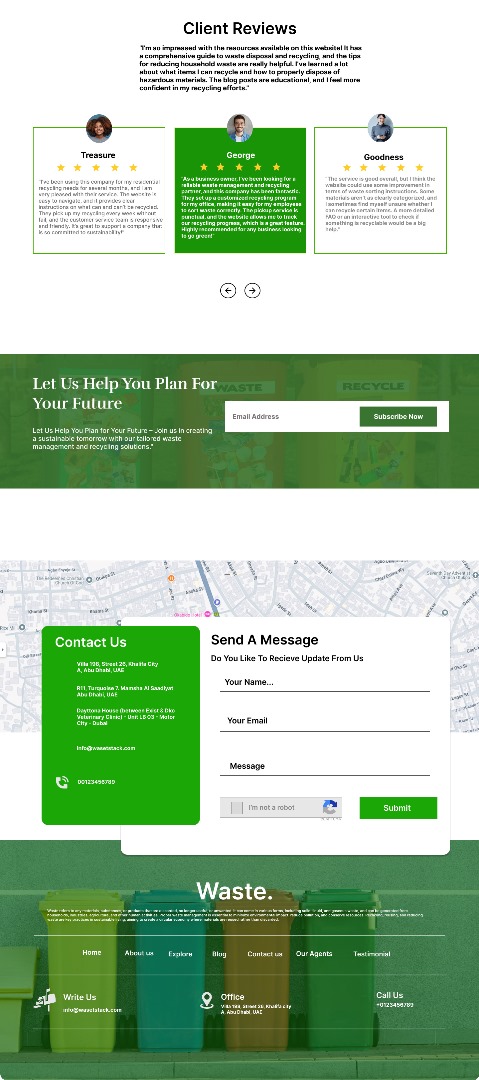 Client Reviews
"I'm so impressed with the resources available on this website! It has
a comprehensive guide to waste disposal and recycling, and the tips
for reducing household waste are really helpful. I've learned a lot
about what items I can recycle and how to properly dispose of
hazardous materials. The blog posts are educational, and I feel more
confident in my recycling efforts."
Treasure
"I've been using this company for my residential
recycling needs for several months, and I am
very pleased with their service. The website is
easy to navigate, and it provides clear
instructions on what can and can't be recycled.
They pick up my recycling every week without
fail, and the customer service team is responsive
and friendly. It's great to support a company that
is so committed to sustainability!"
George
"As a business owner, I've been looking for a
reliable waste management and recycling
partner, and this company has been fantastic.
They set up a customized recycling program
for my office, making it easy for my employees
to sort waste correctly. The pickup service is
punctual, and the website allows me to track
our recycling progress, which is a great feature.
Highly recommended for any business looking
to go green!"
Goodness
"The service is good overall, but I think the
website could use some improvement in
terms of waste sorting instructions. Some
materials aren't as clearly categorized, and
I sometimes find myself unsure whether I
can recycle certain items. A more detailed
FAQ or an interactive tool to check if
something is recyclable would be a big
help."
Let Us Help You Plan For
Your Future
Let Us Help You Plan for Your Future – Join us in creating
a sustainable tomorrow with our tailored waste
management and recycling solutions."
WASTE
RECYCLE
Email Address
Subscribe Now
Contact Us
Villa 198, Street 26, Khalifa City
A, Abu Dhabi, UAE
R11, Turquoise 7, Mamsha Al Saadiyat
Abu Dhabi, UAE
Dayttona House (between Exist & Dkc
Veterinary Clinic) - Unit LB 03 - Motor
City - Dubai
info@wasetstack.com
00123456789
Send A Message
Do You Like To Recieve Update From Us
Your Name...
Your Email
Message
I'm not a robot
Submit
Waste.
Home
About us
Explore
Blog
Contact us
Our Agents
Testimonial
Write Us
info@wasetstack.com
Office
Villa 198, Street 26, Khalifa city
A, Abu Dhabi, UAE
Call Us
+0123456789